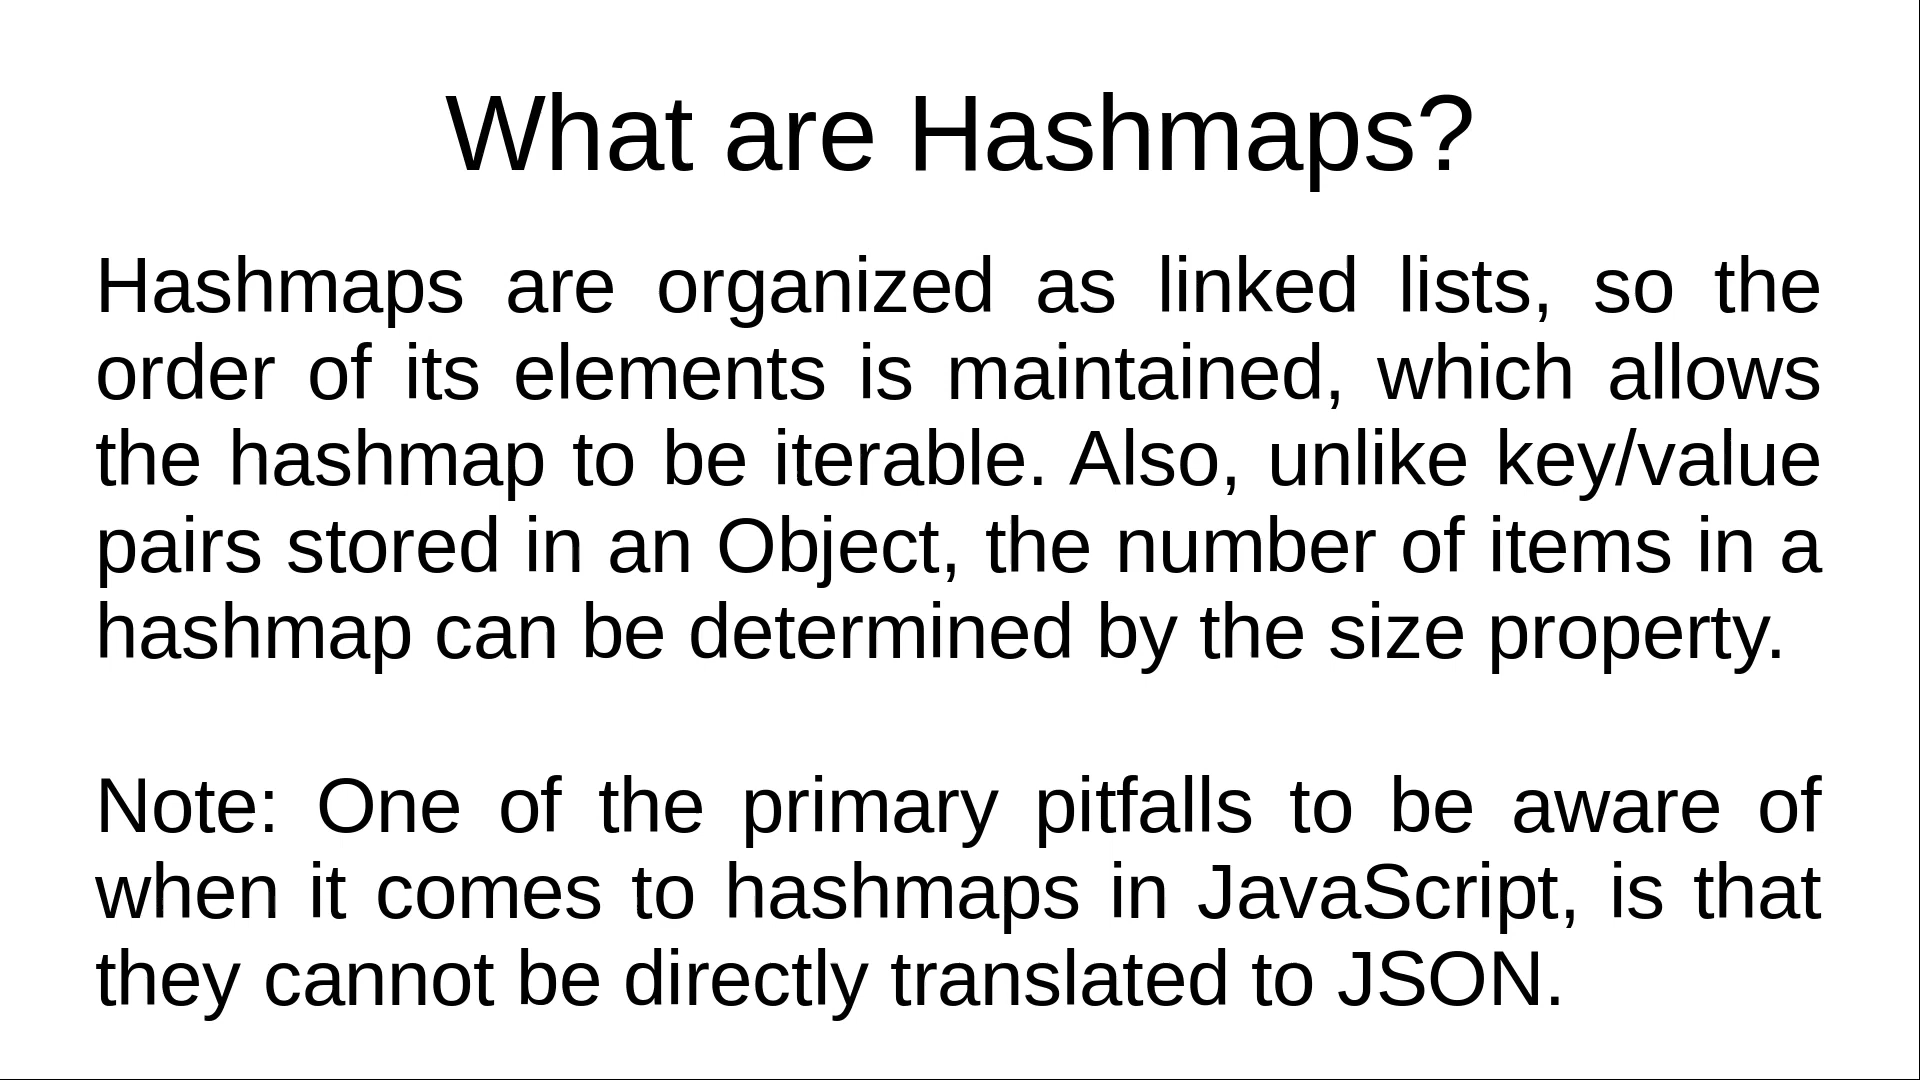 What are Hashmaps?
Hashmaps are organized as linked lists, so the
order of its elements is maintained, which allows
the hashmap to be iterable. Also, unlike key/value
pairs stored in an Object, the number of items in a
hashmap can be determined by the size property.
Note: One of the primary pitfalls to be aware of
when it comes to hashmaps in JavaScript, is that
they cannot be directly translated to JSON.